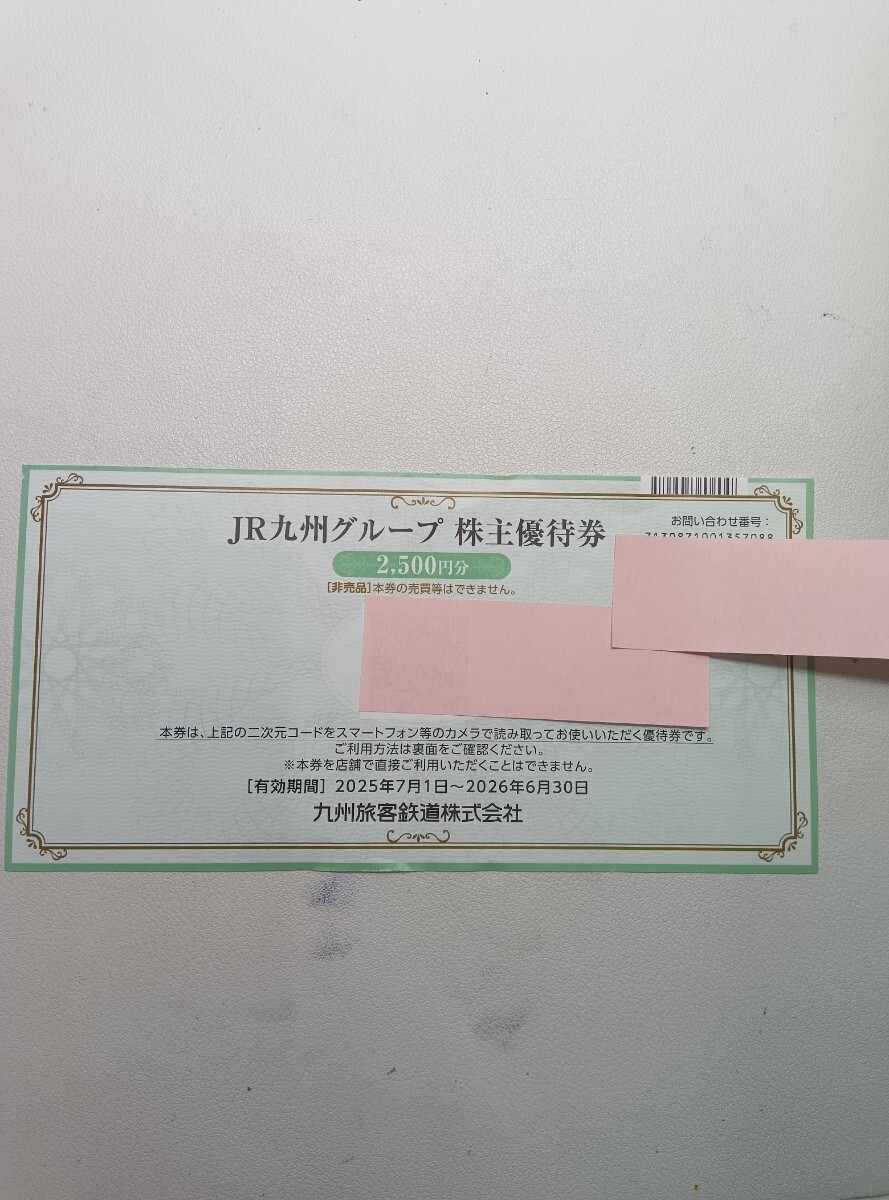 JR九州グループ 株主優待券
2,500円分
[非売品]本券の売買等はできません。
お問い合わせ番号：
本券は、上記の二次元コードをスマートフォン等のカメラで読み取ってお使いいただく優待券です。
ご利用方法は裏面をご確認ください。
※本券を店舗で直接ご利用いただくことはできません。
[有効期間] 2025年7月1日～2026年6月30日
九州旅客鉄道株式会社